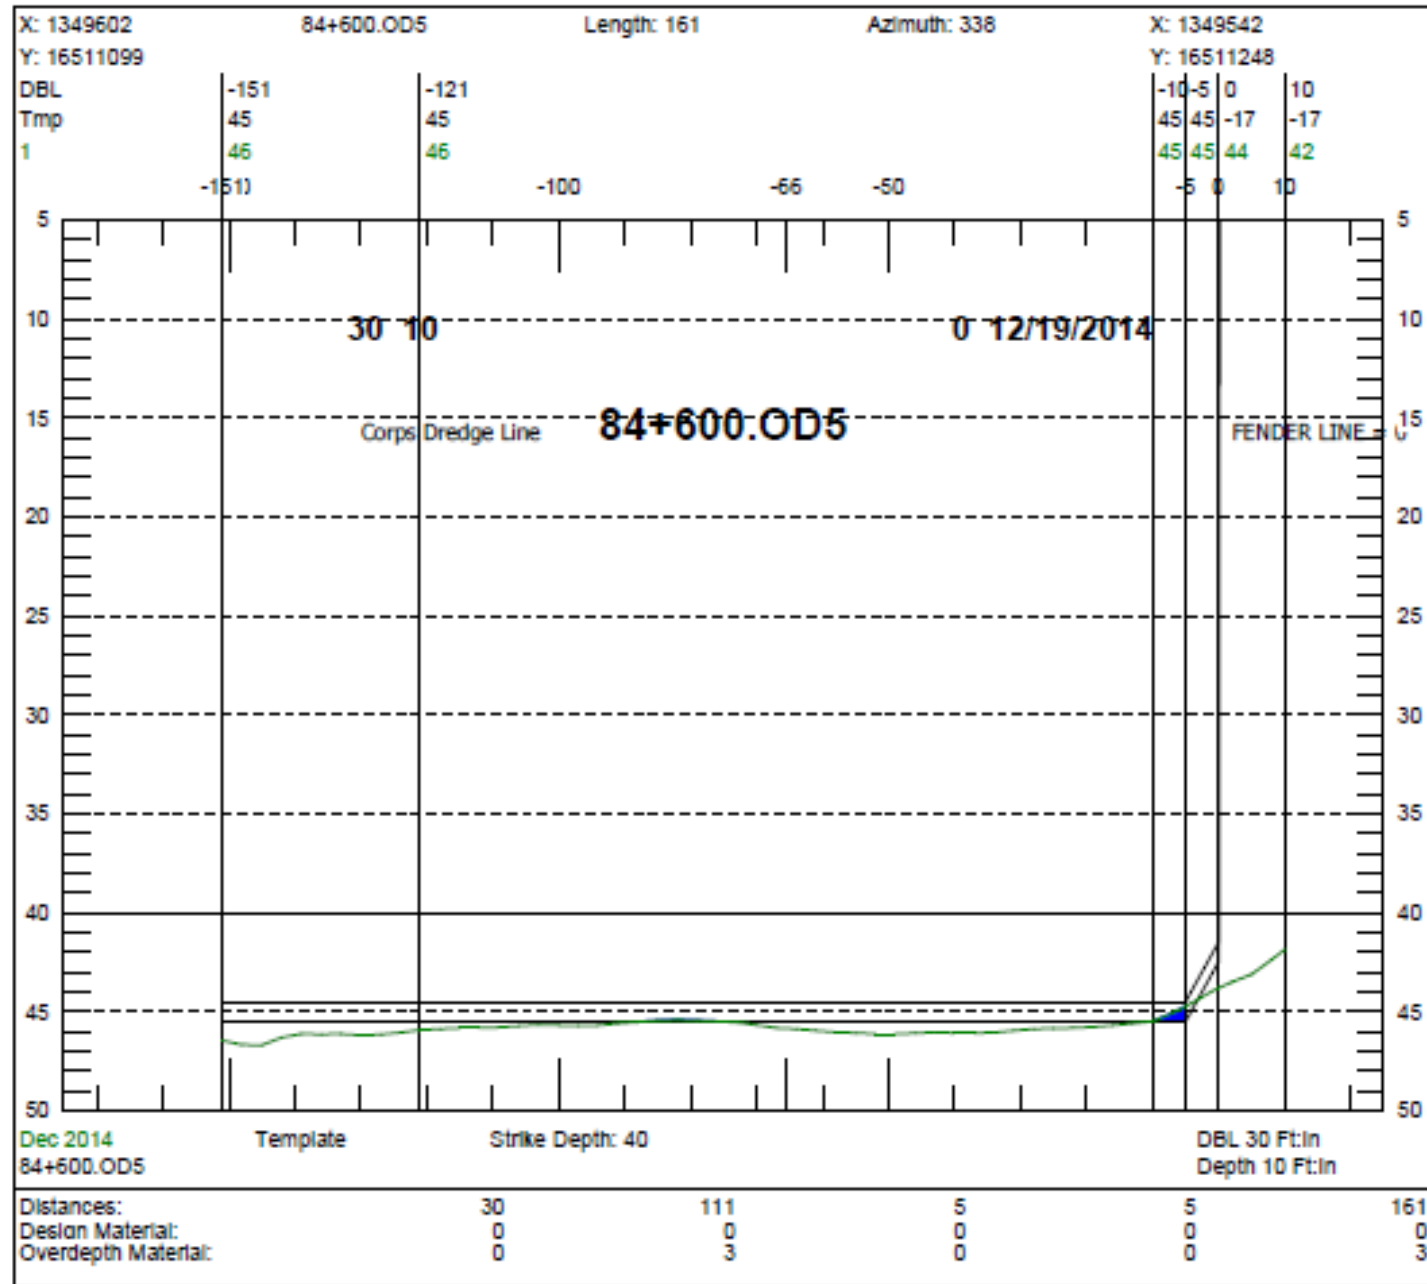 X: 1349602 84+600.OD5 Length: 161 Azimuth: 338 X: 1349542
Y: 16511099 Y: 16511248
DBL -151 -121 -10 -5 0 10
Tmp 45 45 45 45 -17 -17
1 46 46 45 45 44 42
-151 -100 -66 -50 -5 0 10
5 5
10 30 10 0 12/19/2014 10
15 Corps Dredge Line 84+600.OD5 FENDER LINE = 15
20 20
25 25
30 30
35 35
40 40
45 45
50 50
Dec 2014 Template Strike Depth: 40 DBL 30 Ft:In
84+600.OD5 Depth 10 Ft:In
Distances: 30 111 5 5 161
Design Material: 0 0 0 0 0
Overdepth Material: 0 3 0 0 3